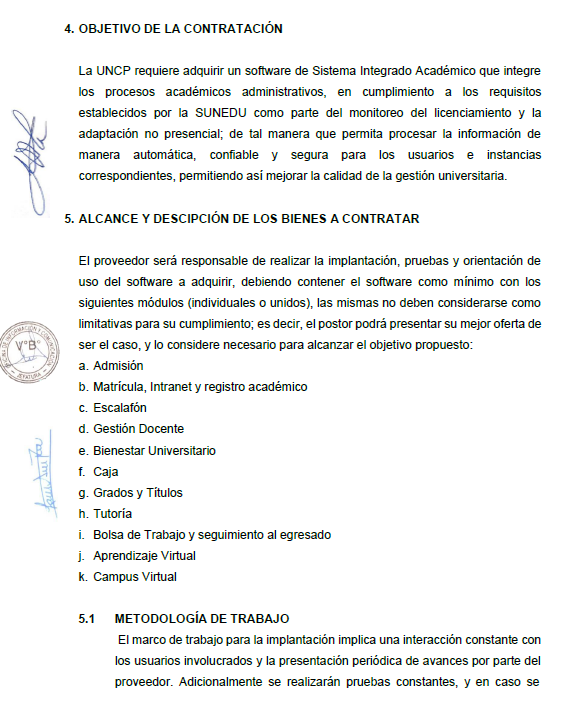 4. OBJETIVO DE LA CONTRATACIÓN
La UNCP requiere adquirir un software de Sistema Integrado Académico que integre
los procesos académicos administrativos, en cumplimiento a los requisitos
establecidos por la SUNEDU como parte del monitoreo del licenciamiento y la
adaptación no presencial; de tal manera que permita procesar la información de
manera automática, confiable y segura para los usuarios e instancias
correspondientes, permitiendo así mejorar la calidad de la gestión universitaria.
5. ALCANCE Y DESCIPCIÓN DE LOS BIENES A CONTRATAR
El proveedor será responsable de realizar la implantación, pruebas y orientación de
uso del software a adquirir, debiendo contener el software como mínimo con los
siguientes módulos (individuales o unidos), las mismas no deben considerarse como
limitativas para su cumplimiento; es decir, el postor podrá presentar su mejor oferta de
ser el caso, y lo considere necesario para alcanzar el objetivo propuesto:
a. Admisión
b. Matrícula, Intranet y registro académico
c. Escalafón
d. Gestión Docente
e. Bienestar Universitario
f. Caja
g. Grados y Títulos
h. Tutoría
i. Bolsa de Trabajo y seguimiento al egresado
j. Aprendizaje Virtual
k. Campus Virtual
5.1 METODOLOGÍA DE TRABAJO
El marco de trabajo para la implantación implica una interacción constante con
los usuarios involucrados y la presentación periódica de avances por parte del
proveedor. Adicionalmente se realizarán pruebas constantes, y en caso se
V°B°
JEFATURA